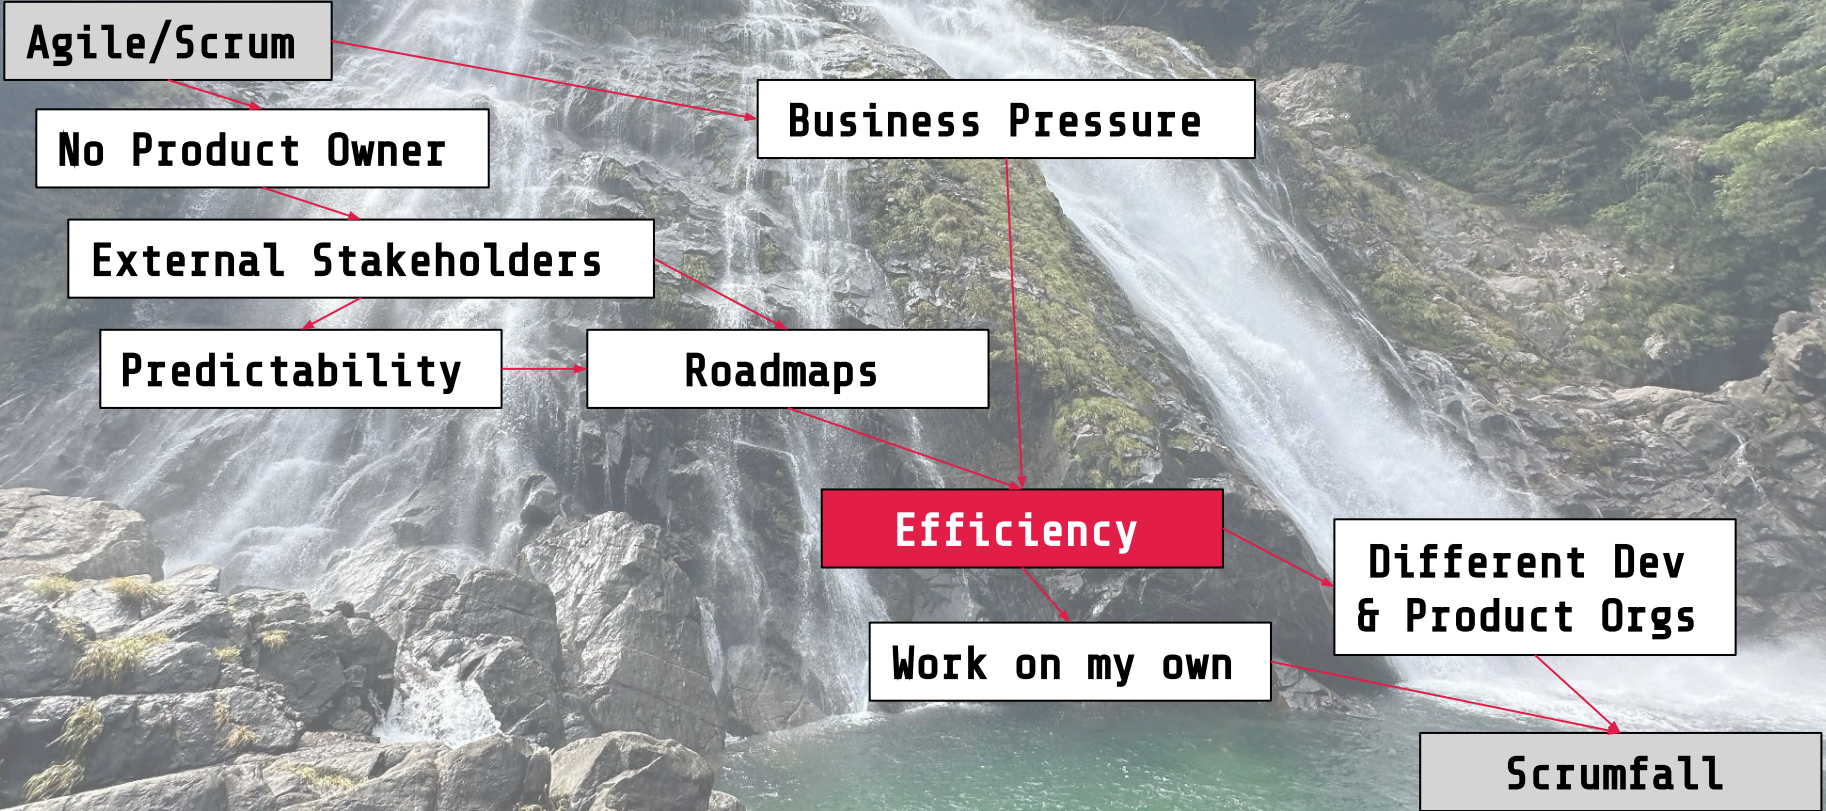 Agile/Scrum
Business Pressure
No Product Owner
External Stakeholders
Predictability
Roadmaps
Efficiency
Different Dev
& Product Orgs
Work on my own
Scrumfall